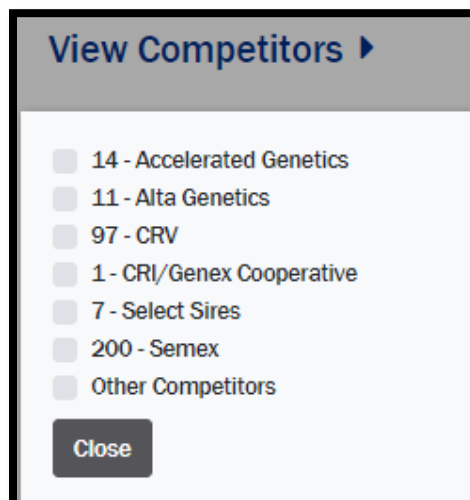 View Competitors
14 - Accelerated Genetics
11 - Alta Genetics
97 - CRV
1 - CRI/Genex Cooperative
7 - Select Sires
200 - Semex
Other Competitors
Close